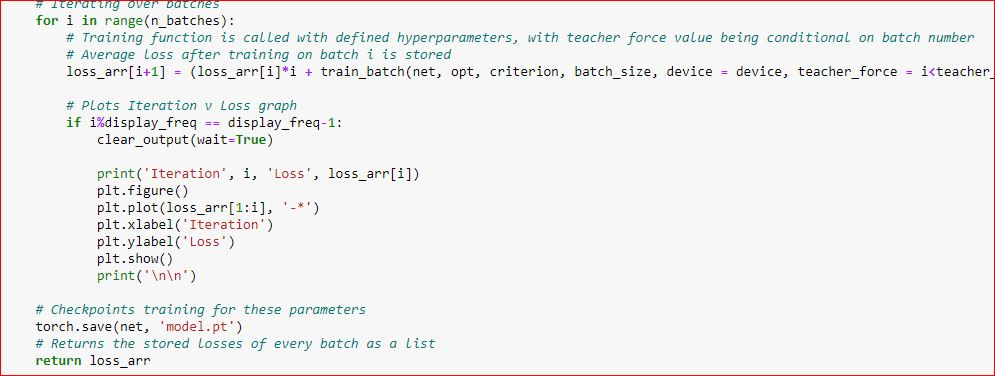 # Iterating over batches
for i in range(n_batches):
# Training function is called with defined hyperparameters, with teacher force value being conditional on batch number
# Average loss after training on batch i is stored
loss_arr[i+1] = (loss_arr[i]*i + train_batch(net, opt, criterion, batch_size, device = device, teacher_force = i<teacher_
# Plots Iteration v Loss graph
if i%display_freq == display_freq-1:
clear_output(wait=True)
print('Iteration', i, 'Loss', loss_arr[i])
plt.figure()
plt.plot(loss_arr[1:i], '-*')
plt.xlabel('Iteration')
plt.ylabel('Loss')
plt.show()
print('\n\n')
# Checkpoints training for these parameters
torch.save(net, 'model.pt')
# Returns the stored losses of every batch as a list
return loss_arr